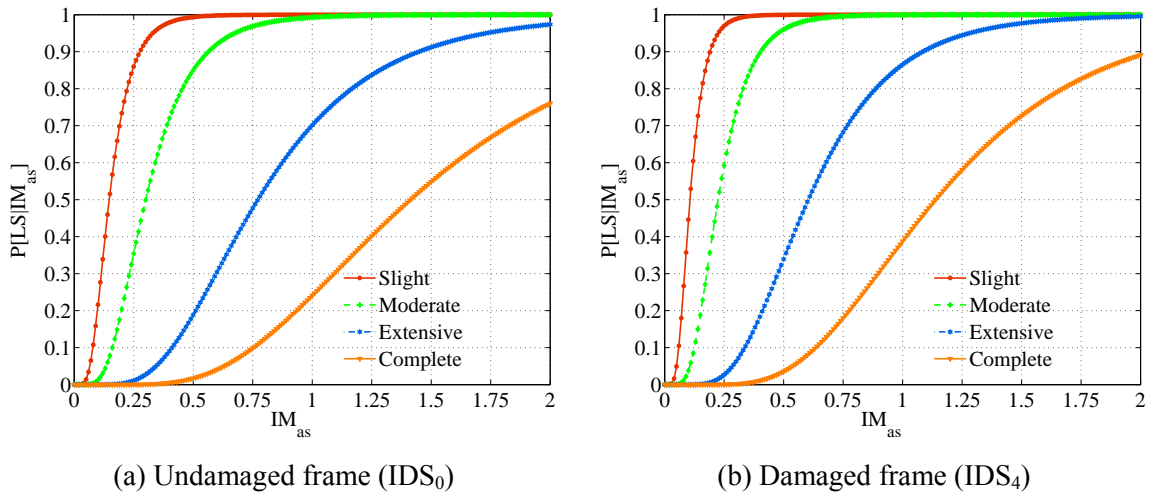 1
0.9
0.8
0.7
0.6
0.5
0.4
0.3
0.2
0.1
0
P[LS|IM_as]
0 0.25 0.5 0.75 1 1.25 1.5 1.75 2
IM_as
Slight
Moderate
Extensive
Complete
(a) Undamaged frame (IDS₀)
1
0.9
0.8
0.7
0.6
0.5
0.4
0.3
0.2
0.1
0
P[LS|IM_as]
0 0.25 0.5 0.75 1 1.25 1.5 1.75 2
IM_as
Slight
Moderate
Extensive
Complete
(b) Damaged frame (IDS₄)